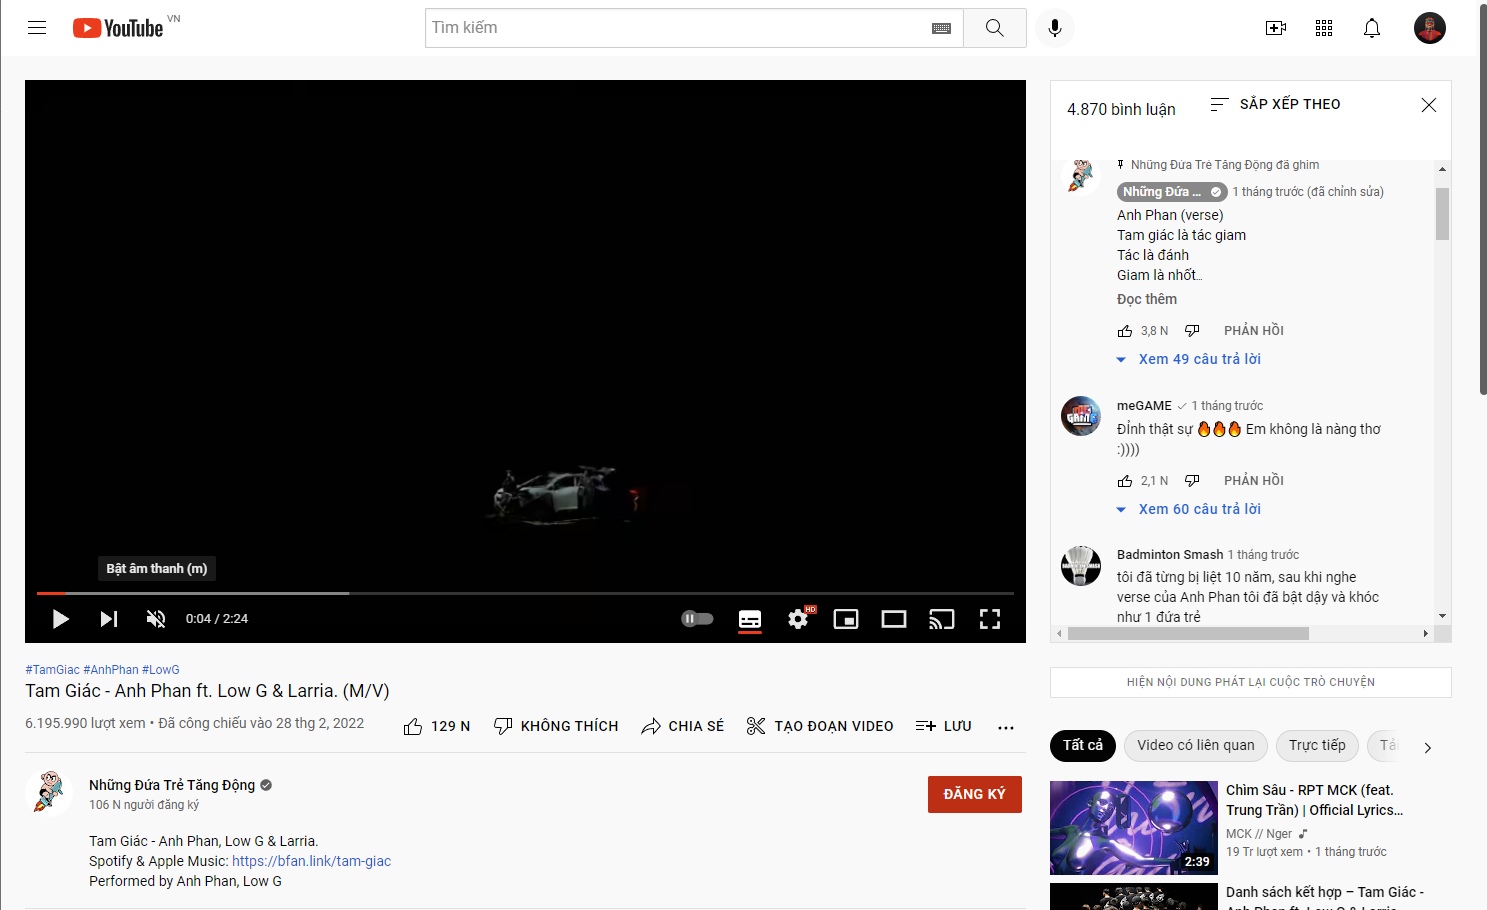 YouTube VN
Tìm kiếm
Bật âm thanh (m)
0:04 / 2:24
HD
#TamGiac #AnhPhan #LowG
Tam Giác - Anh Phan ft. Low G & Larria. (M/V)
6.195.990 lượt xem • Đã công chiếu vào 28 thg 2, 2022
129 N
KHÔNG THÍCH
CHIA SẺ
TẠO ĐOẠN VIDEO
LƯU
Những Đứa Trẻ Tăng Động
106 N người đăng ký
ĐĂNG KÝ
Tam Giác - Anh Phan, Low G & Larria.
Spotify & Apple Music: https://bfan.link/tam-giac
Performed by Anh Phan, Low G
4.870 bình luận
SẮP XẾP THEO
Những Đứa Trẻ Tăng Động đã ghim
Những Đứa ... 1 tháng trước (đã chỉnh sửa)
Anh Phan (verse)
Tam giác là tác giam
Tác là đánh
Giam là nhốt...
Đọc thêm
3,8 N PHẢN HỒI
Xem 49 câu trả lời
meGAME 1 tháng trước
Đỉnh thật sự 🔥🔥🔥 Em không là nàng thơ
:))))
2,1 N PHẢN HỒI
Xem 60 câu trả lời
Badminton Smash 1 tháng trước
tôi đã từng bị liệt 10 năm, sau khi nghe
verse của Anh Phan tôi đã bật dậy và khóc
như 1 đứa trẻ
HIỆN NỘI DUNG PHÁT LẠI CUỘC TRÒ CHUYỆN
Tất cả
Video có liên quan
Trực tiếp
2:39
Chìm Sâu - RPT MCK (feat.
Trung Trần) | Official Lyrics...
MCK // Nger
19 Tr lượt xem • 1 tháng trước
Danh sách kết hợp – Tam Giác -
Anh Phan ft. Low G & Larria